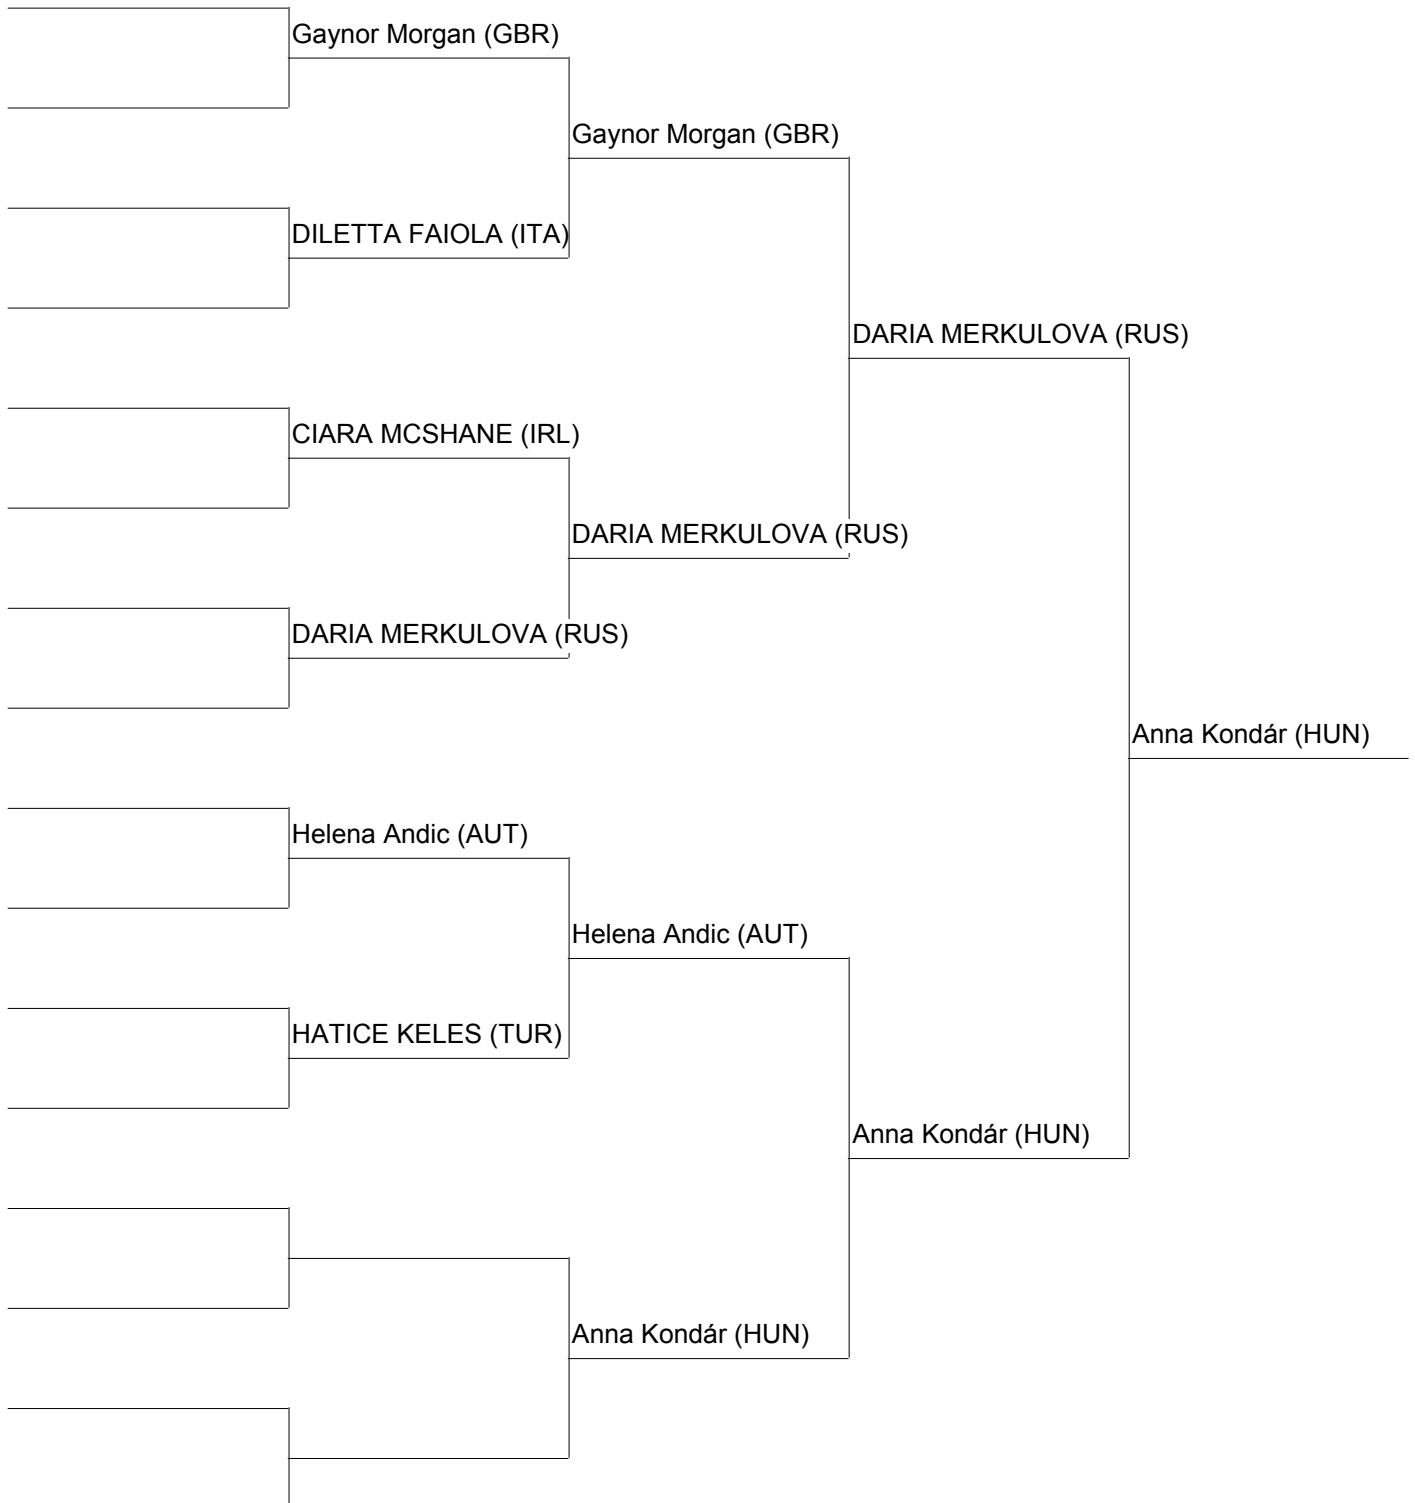 Gaynor Morgan (GBR)
Gaynor Morgan (GBR)
DILETTA FAIOLA (ITA)
DARIA MERKULOVA (RUS)
CIARA MCSHANE (IRL)
DARIA MERKULOVA (RUS)
DARIA MERKULOVA (RUS)
Anna Kondár (HUN)
Helena Andic (AUT)
Helena Andic (AUT)
HATICE KELES (TUR)
Anna Kondár (HUN)
Anna Kondár (HUN)